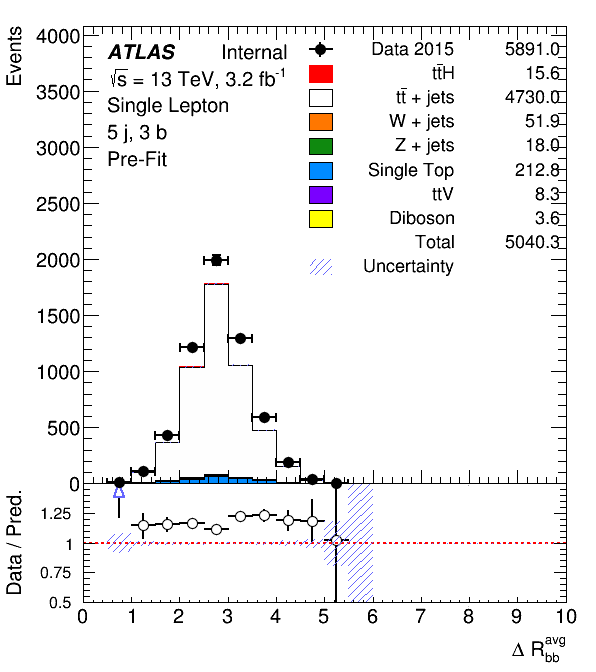 Events
4000
3500
3000
2500
2000
1500
1000
500
0
ATLAS Internal
√s = 13 TeV, 3.2 fb⁻¹
Single Lepton
5 j, 3 b
Pre-Fit
Data 2015 5891.0
tt̄H 15.6
tt̄ + jets 4730.0
W + jets 51.9
Z + jets 18.0
Single Top 212.8
ttV 8.3
Diboson 3.6
Total 5040.3
Uncertainty
Data / Pred.
1.25
1
0.75
0.5
0 1 2 3 4 5 6 7 8 9 10
Δ R avg bb